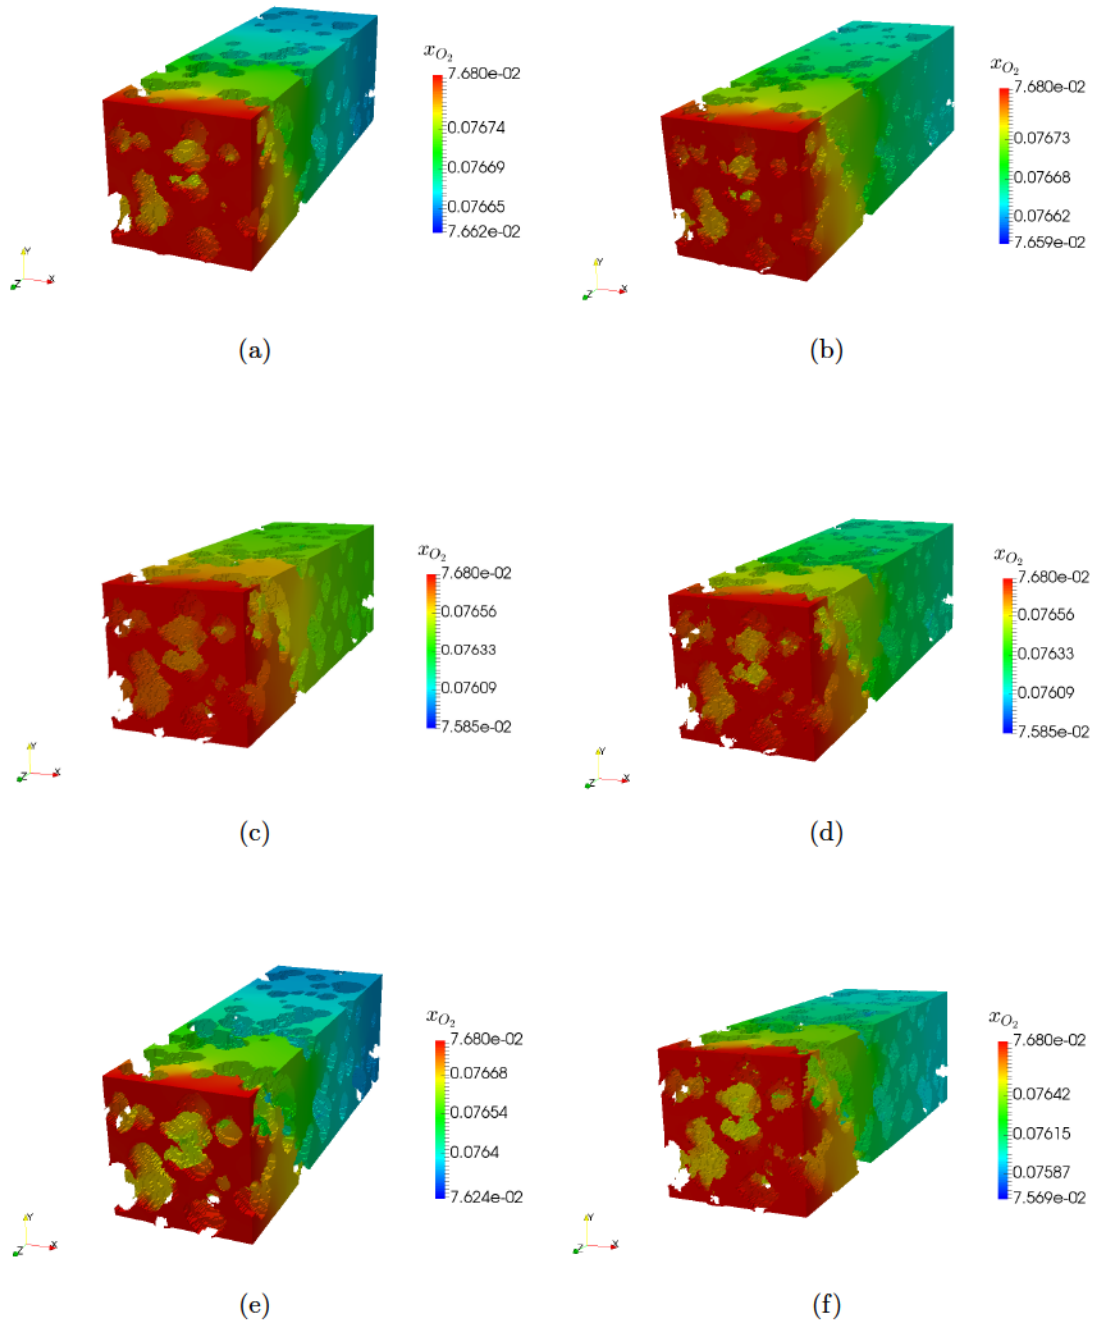 x_{O_2}
7.680e-02
0.07674
0.07669
0.07665
7.662e-02
Y
Z
X
(a)
x_{O_2}
7.680e-02
0.07673
0.07668
0.07662
7.659e-02
Y
Z
X
(b)
x_{O_2}
7.680e-02
0.07656
0.07633
0.07609
7.585e-02
Y
Z
X
(c)
x_{O_2}
7.680e-02
0.07656
0.07633
0.07609
7.585e-02
Y
Z
X
(d)
x_{O_2}
7.680e-02
0.07668
0.07654
0.0764
7.624e-02
Y
Z
X
(e)
x_{O_2}
7.680e-02
0.07642
0.07615
0.07587
7.569e-02
Y
Z
X
(f)